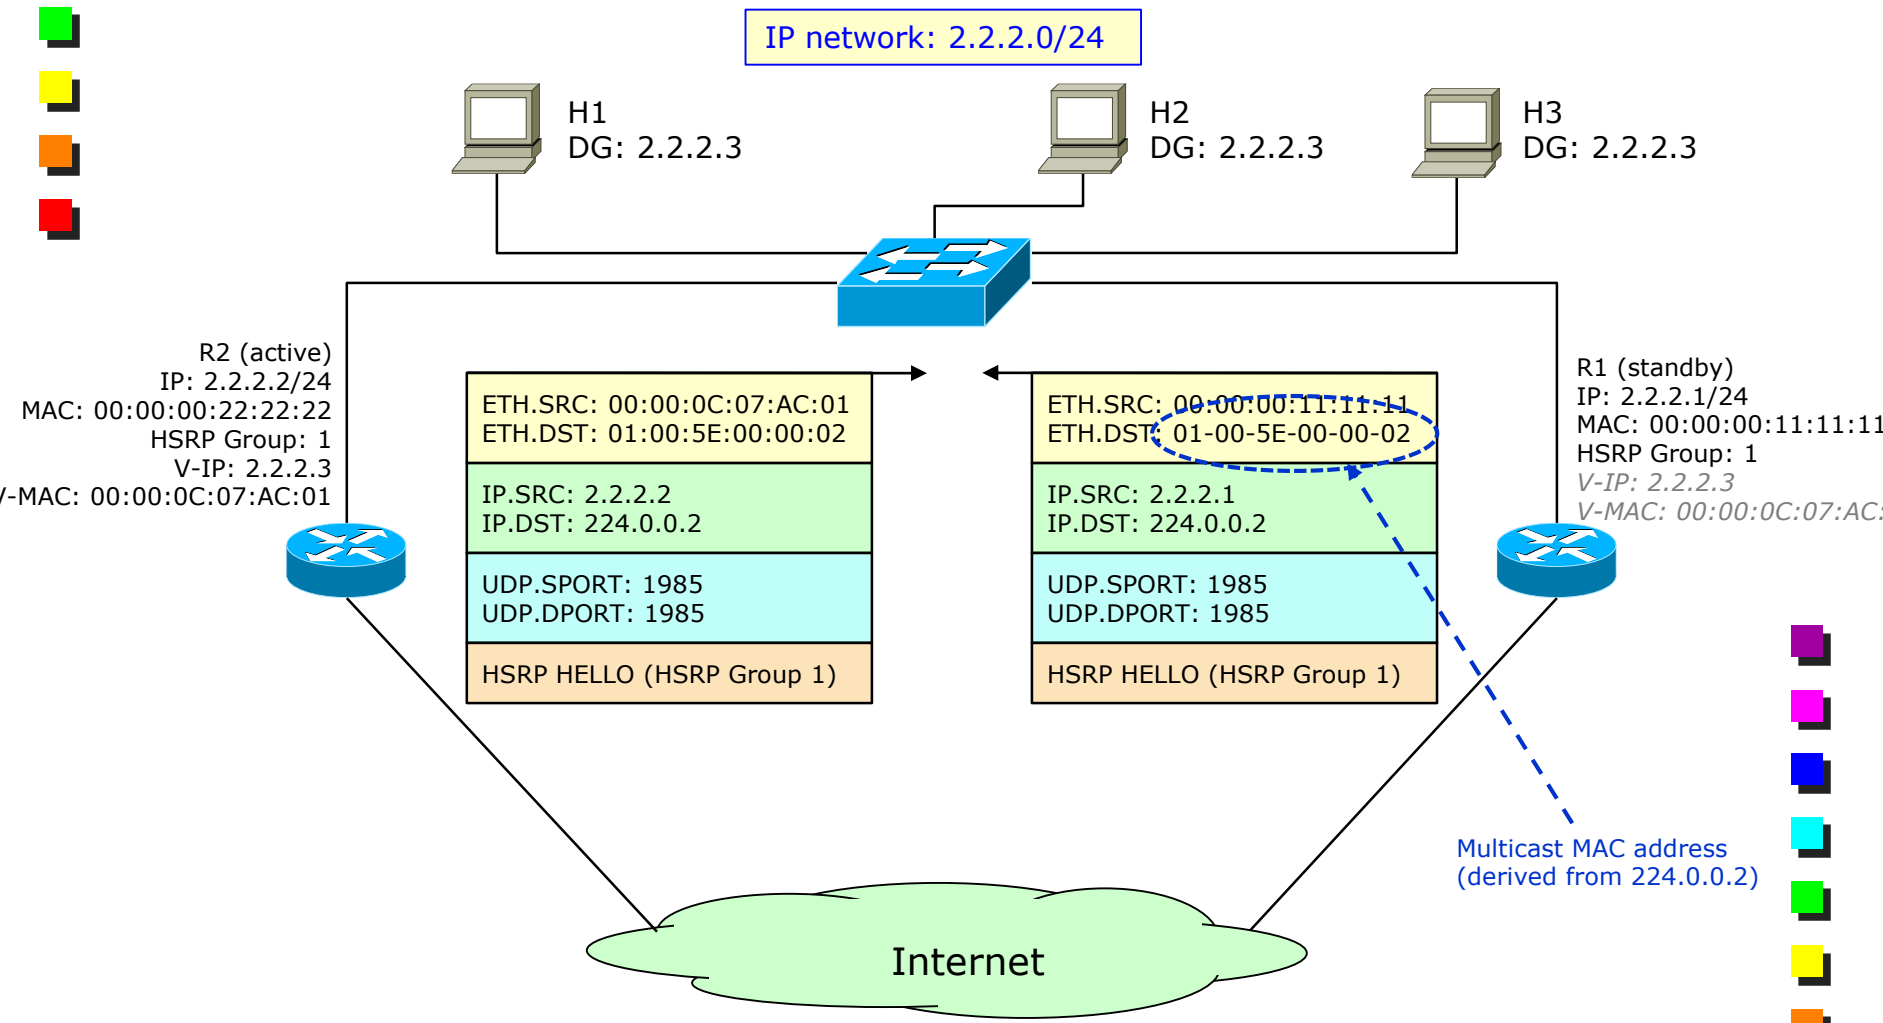 IP network: 2.2.2.0/24
H1
DG: 2.2.2.3
H2
DG: 2.2.2.3
H3
DG: 2.2.2.3
R2 (active)
IP: 2.2.2.2/24
MAC: 00:00:00:22:22:22
HSRP Group: 1
V-IP: 2.2.2.3
V-MAC: 00:00:0C:07:AC:01
ETH.SRC: 00:00:0C:07:AC:01
ETH.DST: 01:00:5E:00:00:02
IP.SRC: 2.2.2.2
IP.DST: 224.0.0.2
UDP.SPORT: 1985
UDP.DPORT: 1985
HSRP HELLO (HSRP Group 1)
ETH.SRC: 00:00:00:11:11:11
ETH.DST: 01-00-5E-00-00-02
IP.SRC: 2.2.2.1
IP.DST: 224.0.0.2
UDP.SPORT: 1985
UDP.DPORT: 1985
HSRP HELLO (HSRP Group 1)
R1 (standby)
IP: 2.2.2.1/24
MAC: 00:00:00:11:11:11
HSRP Group: 1
V-IP: 2.2.2.3
V-MAC: 00:00:0C:07:AC:
Multicast MAC address
(derived from 224.0.0.2)
Internet